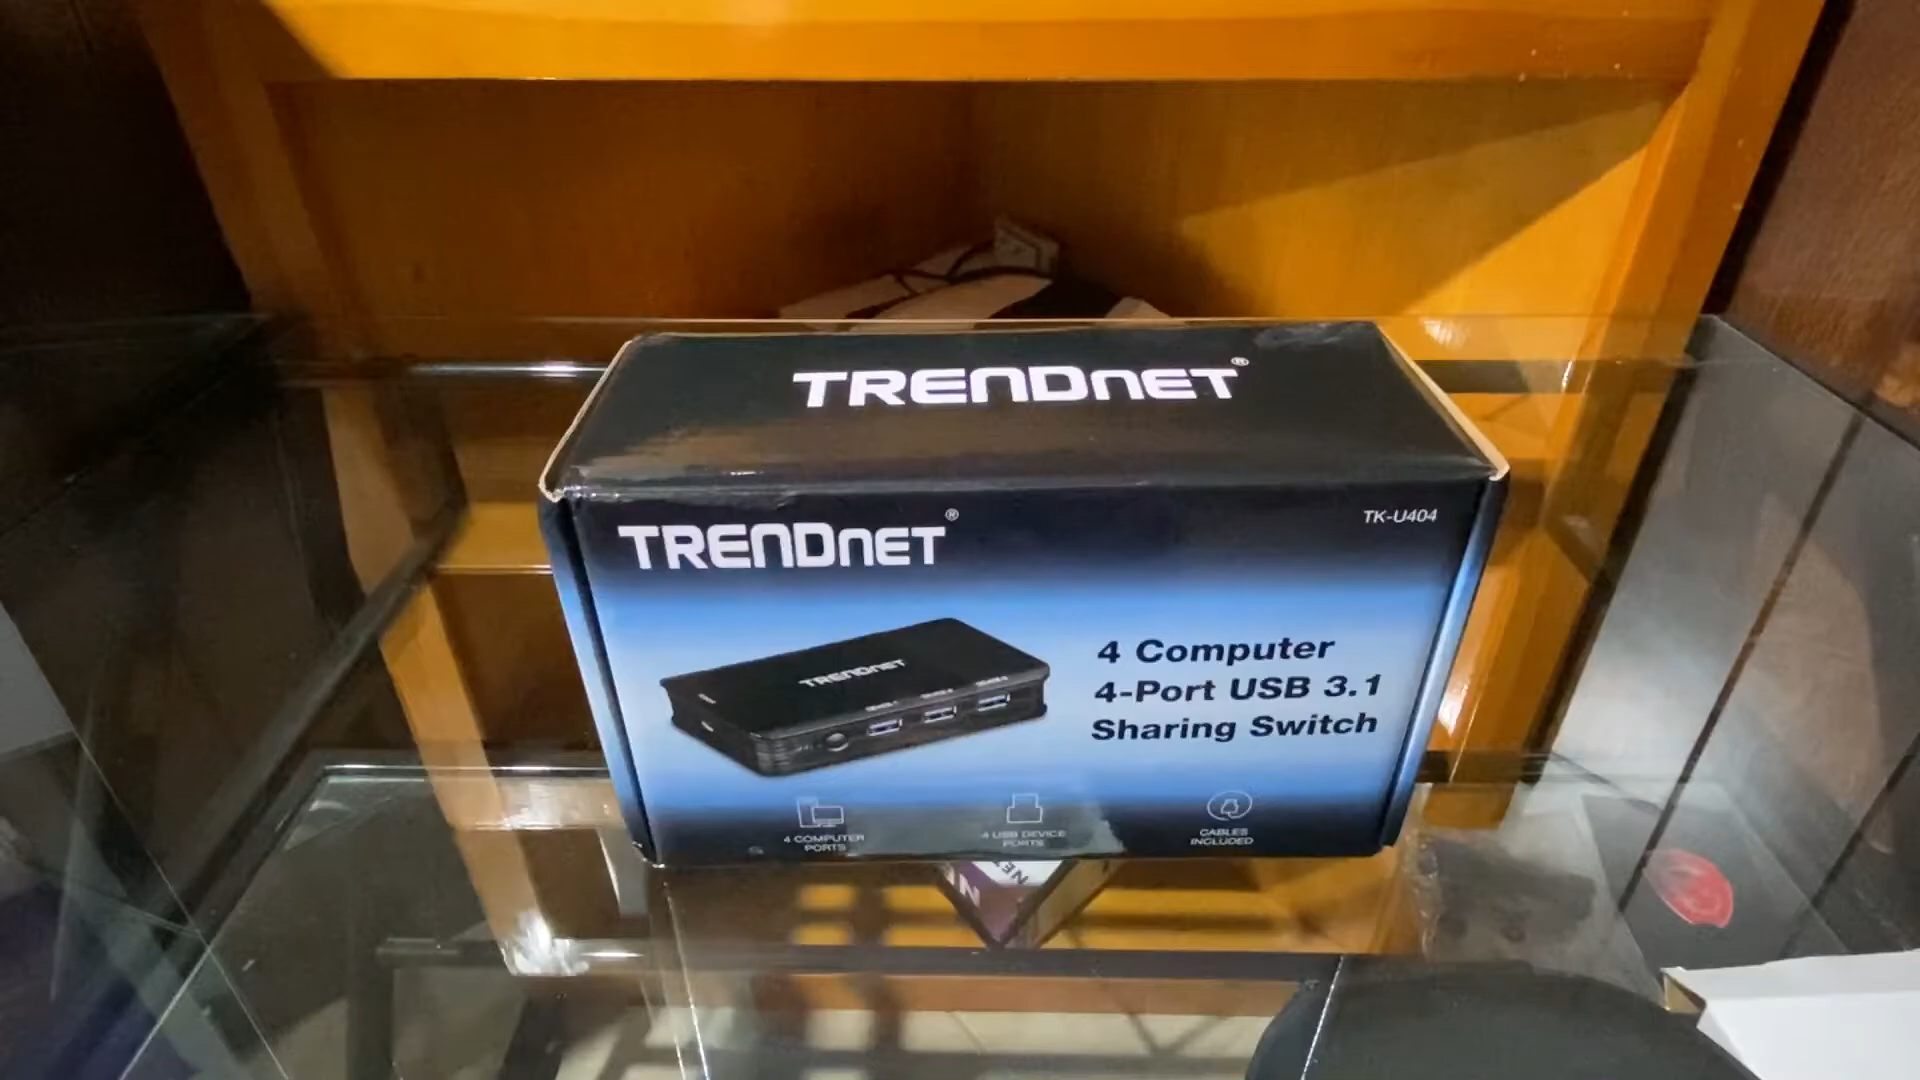 TRENDNET®
TRENDNET®
TK-U404
TRENDNET
4 Computer
4-Port USB 3.1
Sharing Switch
4 COMPUTER
PORTS
4 USB DEVICE
PORTS
CABLES
INCLUDED